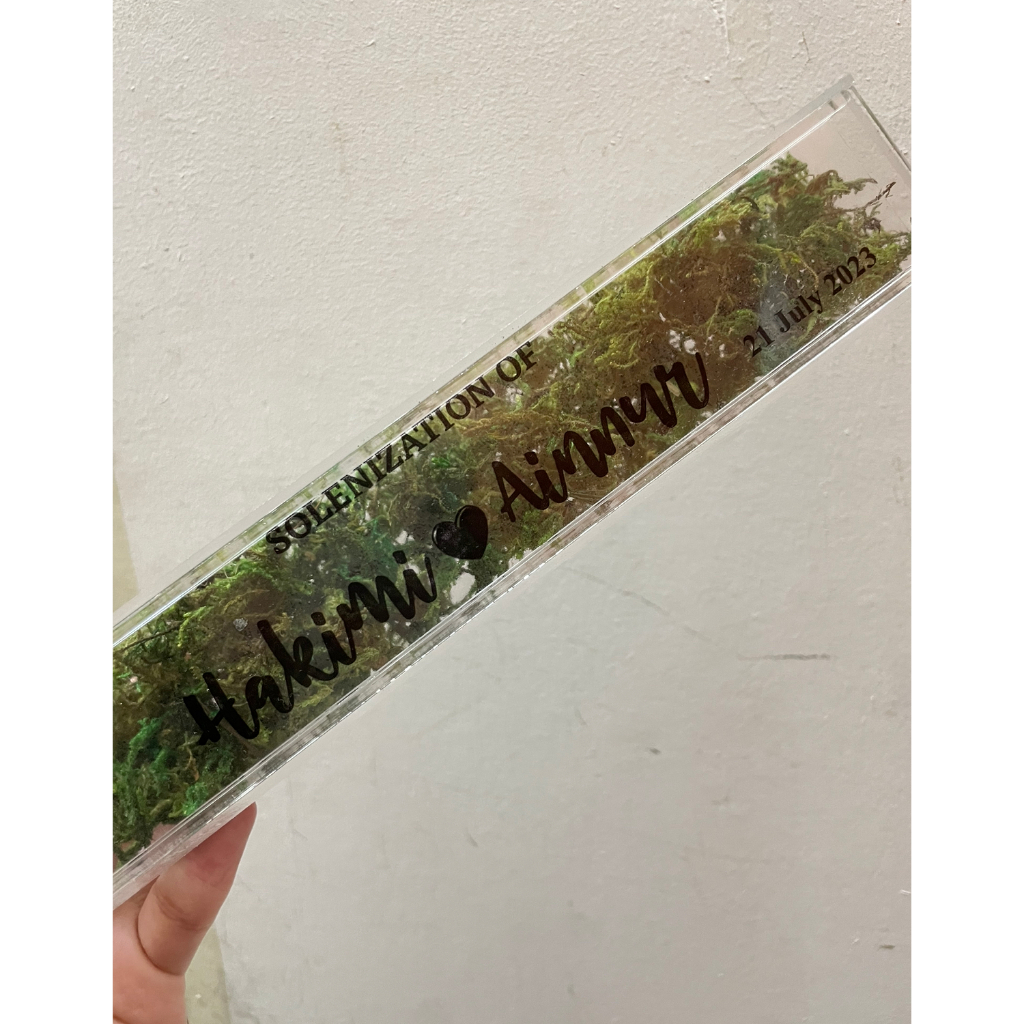 SOLENIZATION OF
Hakimi 🖤 Ainnur
21 July 2023